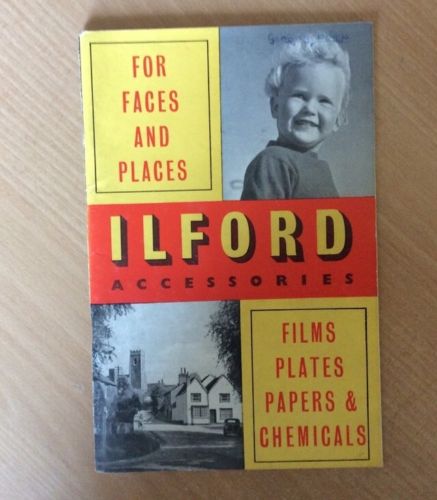 FOR
FACES
AND
PLACES
ILFORD
ACCESSORIES
FILMS
PLATES
PAPERS &
CHEMICALS